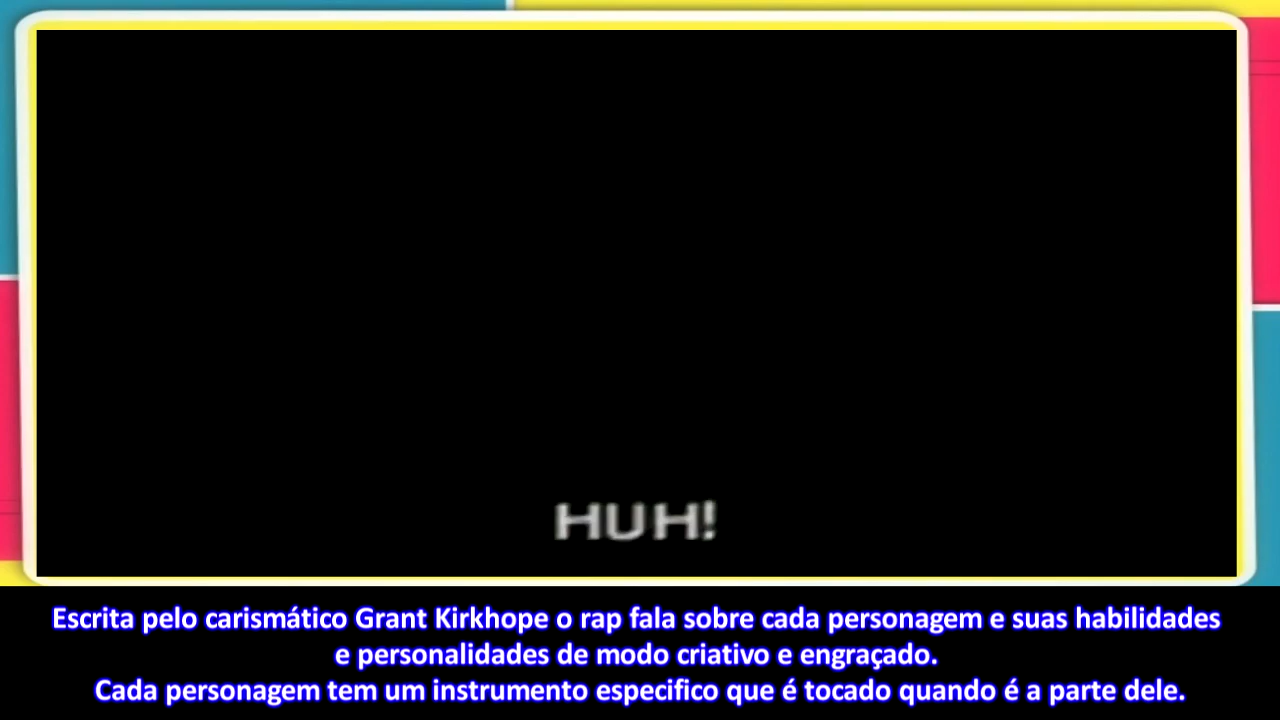 HUH!
Escrita pelo carismático Grant Kirkhope o rap fala sobre cada personagem e suas habilidades
e personalidades de modo criativo e engraçado.
Cada personagem tem um instrumento especifico que é tocado quando é a parte dele.